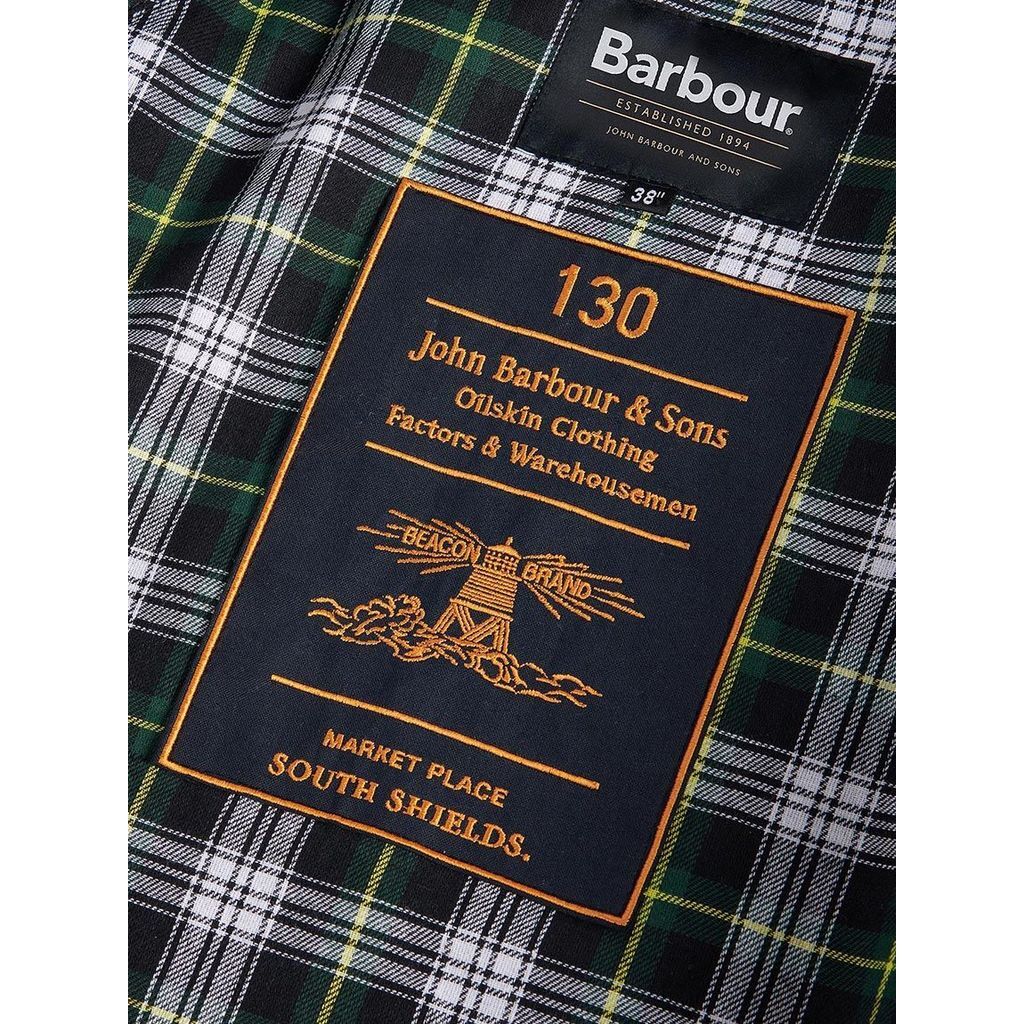 Barbour®
ESTABLISHED 1894
JOHN BARBOUR AND SONS
38"
130
John Barbour & Sons
Oilskin Clothing
Factors & Warehousemen
BEACON BRAND
MARKET PLACE
SOUTH SHIELDS.